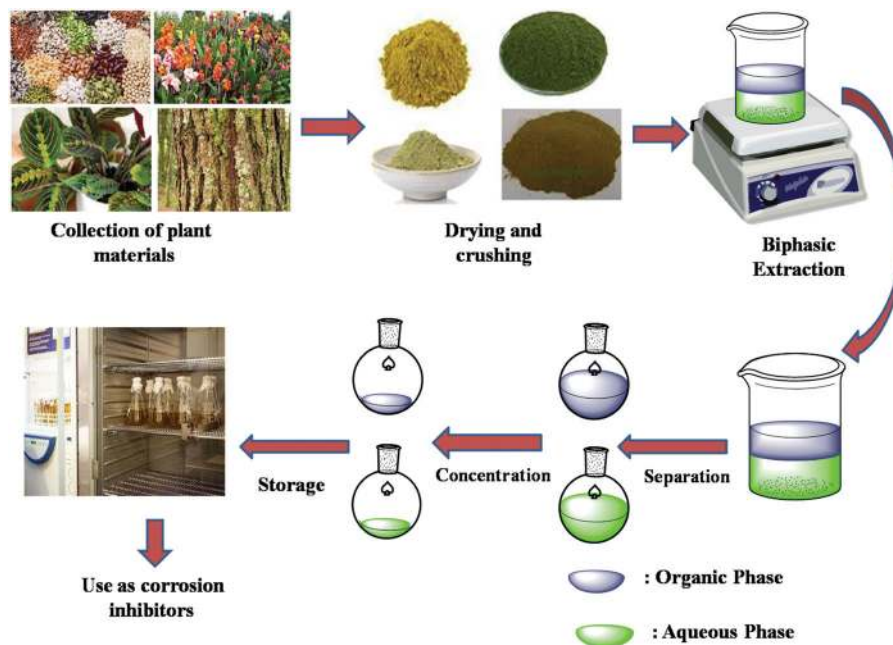 Collection of plant
materials
Drying and
crushing
Biphasic
Extraction
Storage
Concentration
Separation
Use as corrosion
inhibitors
: Organic Phase
: Aqueous Phase